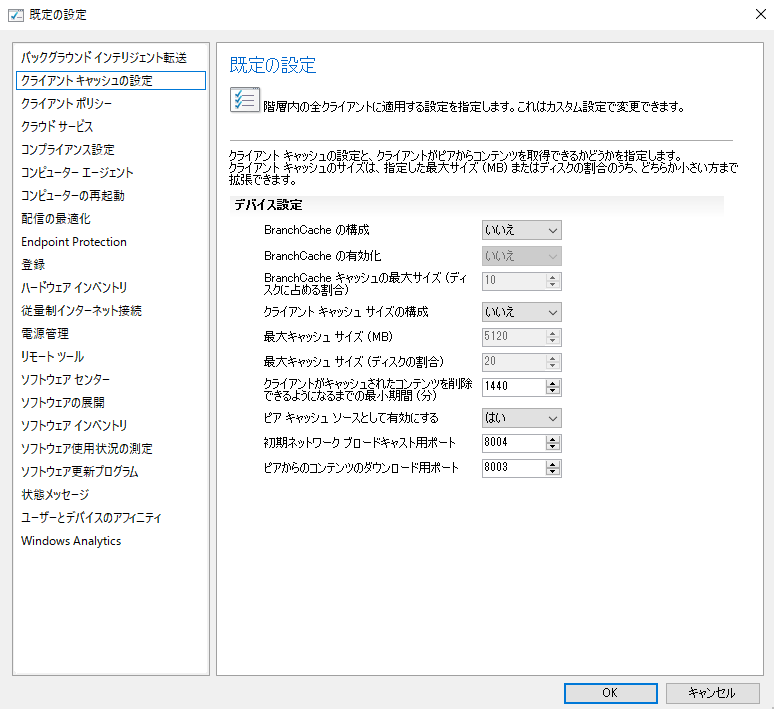 既定の設定
バックグラウンド インテリジェント転送
クライアント キャッシュの設定
クライアント ポリシー
クラウド サービス
コンプライアンス設定
コンピューター エージェント
コンピューターの再起動
配信の最適化
Endpoint Protection
登録
ハードウェア インベントリ
従量制インターネット接続
電源管理
リモート ツール
ソフトウェア センター
ソフトウェアの展開
ソフトウェア インベントリ
ソフトウェア使用状況の測定
ソフトウェア更新プログラム
状態メッセージ
ユーザーとデバイスのアフィニティ
Windows Analytics
既定の設定
階層内の全クライアントに適用する設定を指定します。これはカスタム設定で変更できます。
クライアント キャッシュの設定と、クライアントがピアからコンテンツを取得できるかどうかを指定します。
クライアント キャッシュのサイズは、指定した最大サイズ (MB) またはディスクの割合のうち、どちらか小さい方まで
拡張できます。
デバイス設定
BranchCache の構成 いいえ
BranchCache の有効化 いいえ
BranchCache キャッシュの最大サイズ (ディ
スクに占める割合) 10
クライアント キャッシュ サイズの構成 いいえ
最大キャッシュ サイズ (MB) 5120
最大キャッシュ サイズ (ディスクの割合) 20
クライアントがキャッシュされたコンテンツを削除
できるようになるまでの最小期間 (分) 1440
ピア キャッシュ ソースとして有効にする はい
初期ネットワーク ブロードキャスト用ポート 8004
ピアからのコンテンツのダウンロード用ポート 8003
OK キャンセル